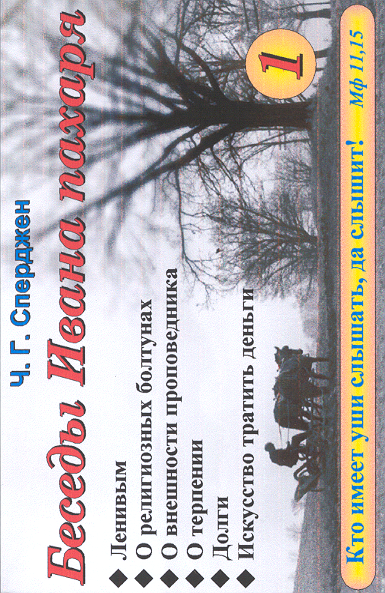 Ч. Г. Сперджен
Беседы Ивана пахаря
1
◆ Ленивым
◆ О религиозных болтунах
◆ О внешности проповедника
◆ О терпении
◆ Долги
◆ Искусство тратить деньги
Кто имеет уши слышать, да слышит! Мф 11,15